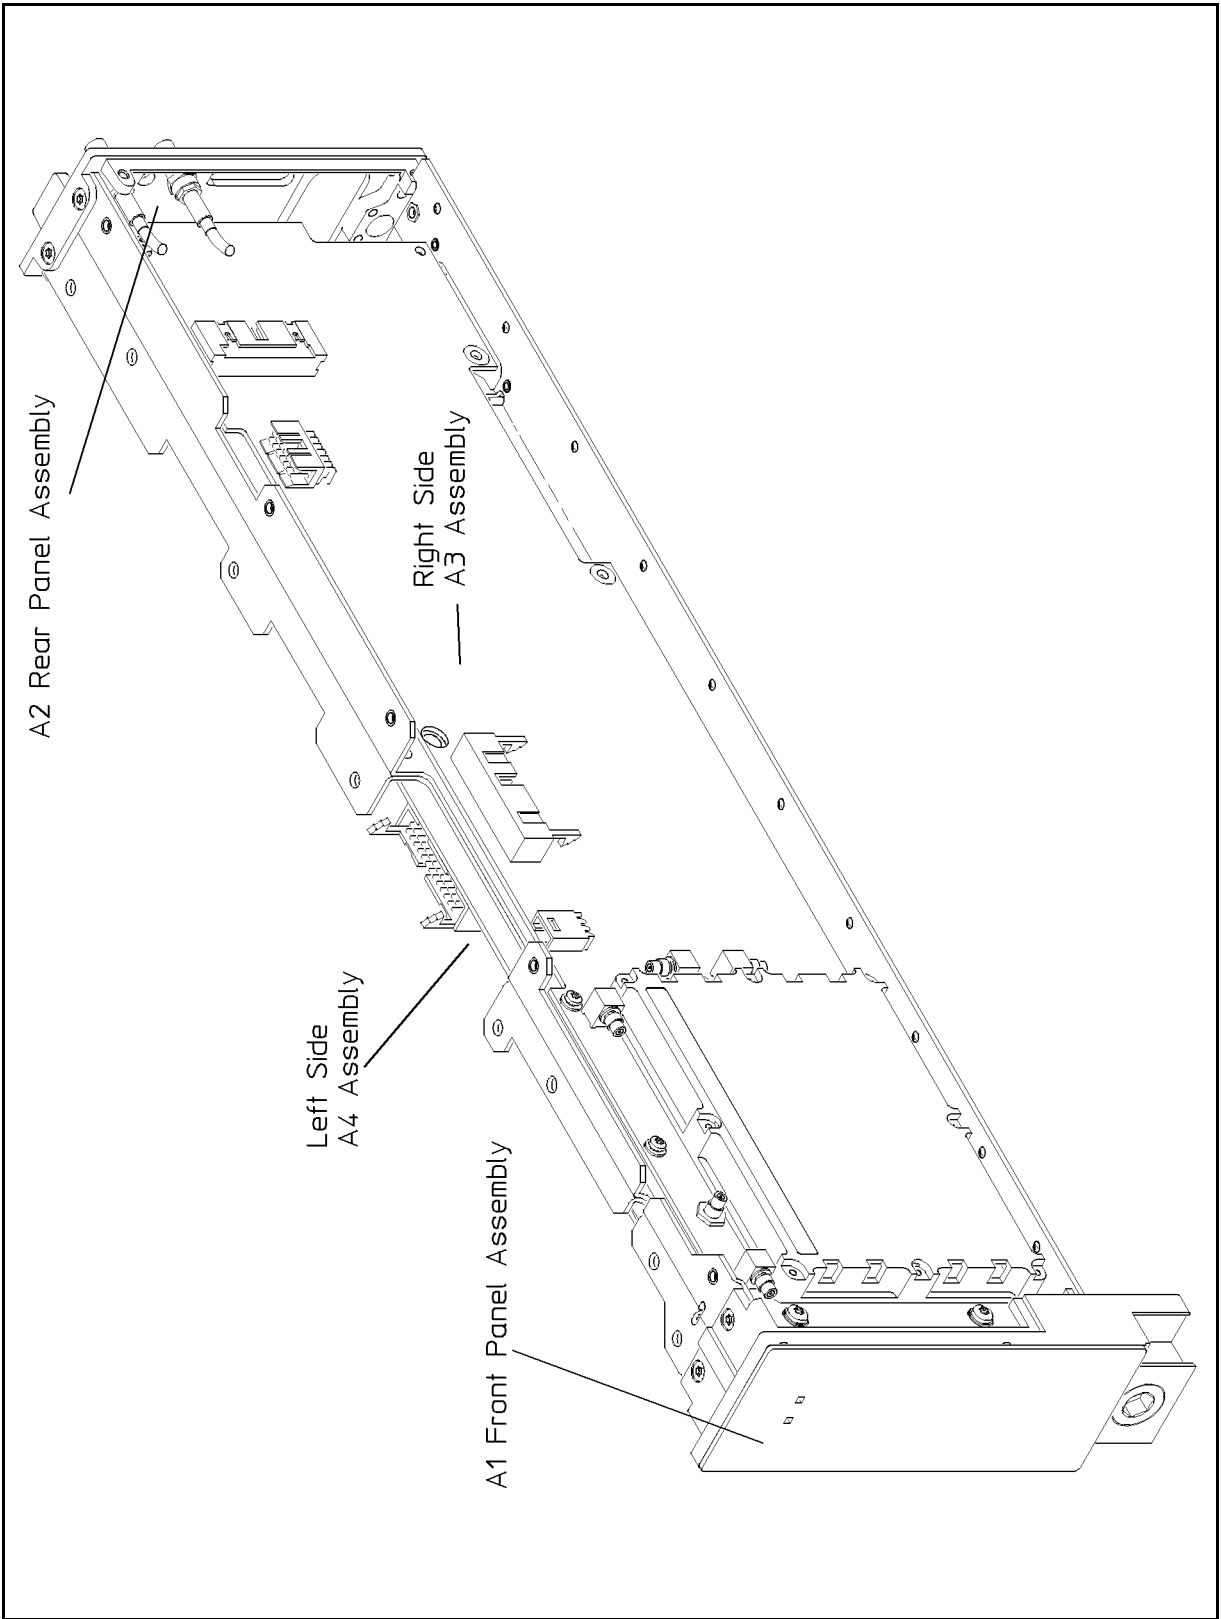 A2 Rear Panel Assembly
Right Side
A3 Assembly
Left Side
A4 Assembly
A1 Front Panel Assembly